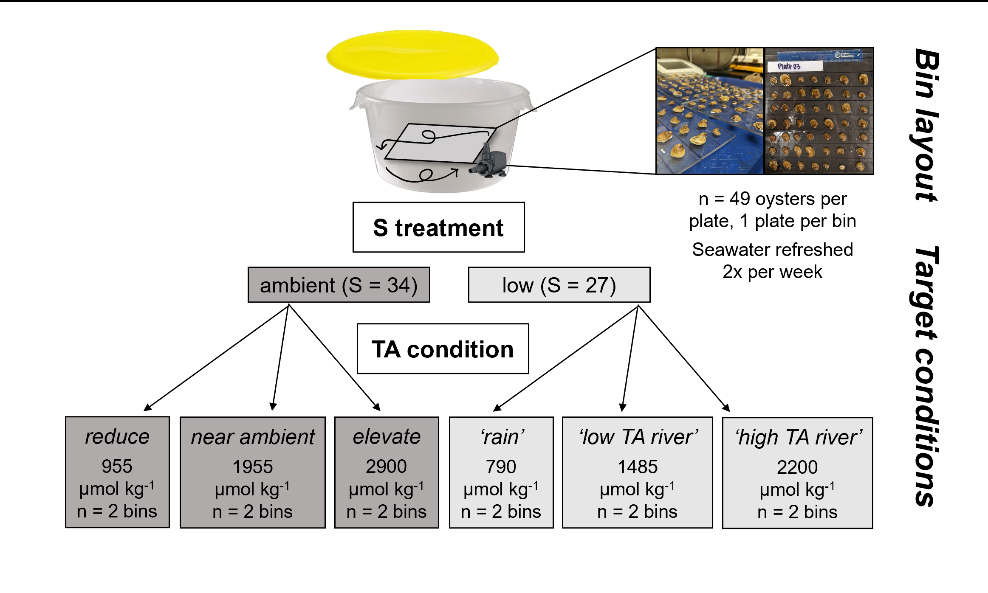 Bin layout
Plate 03
n = 49 oysters per
plate, 1 plate per bin
Seawater refreshed
2x per week
Target conditions
S treatment
ambient (S = 34)
low (S = 27)
TA condition
reduce
955
µmol kg-1
n = 2 bins
near ambient
1955
µmol kg-1
n = 2 bins
elevate
2900
µmol kg-1
n = 2 bins
‘rain’
790
µmol kg-1
n = 2 bins
‘low TA river’
1485
µmol kg-1
n = 2 bins
‘high TA river’
2200
µmol kg-1
n = 2 bins